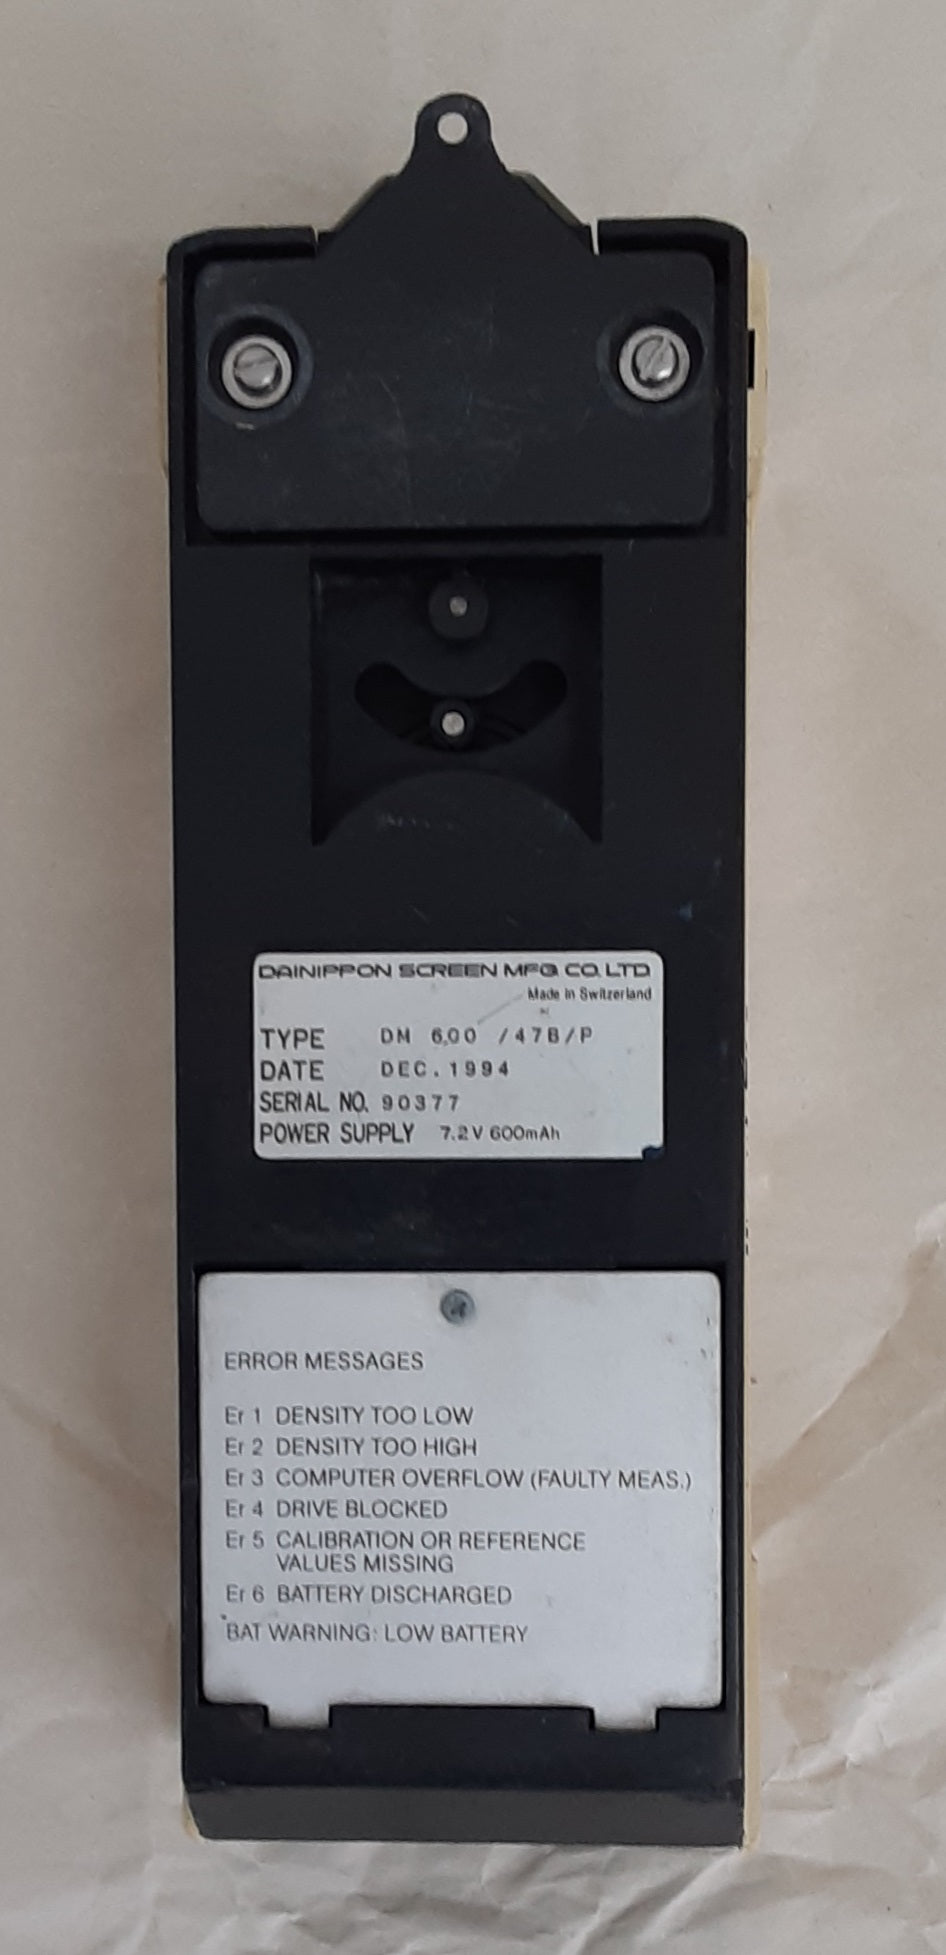 DAINIPPON SCREEN MFG. CO. LTD.
Made in Switzerland
TYPE DM 600 /47B/P
DATE DEC. 1994
SERIAL NO. 90377
POWER SUPPLY 7.2V 600mAh
ERROR MESSAGES
Er 1 DENSITY TOO LOW
Er 2 DENSITY TOO HIGH
Er 3 COMPUTER OVERFLOW (FAULTY MEAS.)
Er 4 DRIVE BLOCKED
Er 5 CALIBRATION OR REFERENCE
VALUES MISSING
Er 6 BATTERY DISCHARGED
BAT WARNING: LOW BATTERY